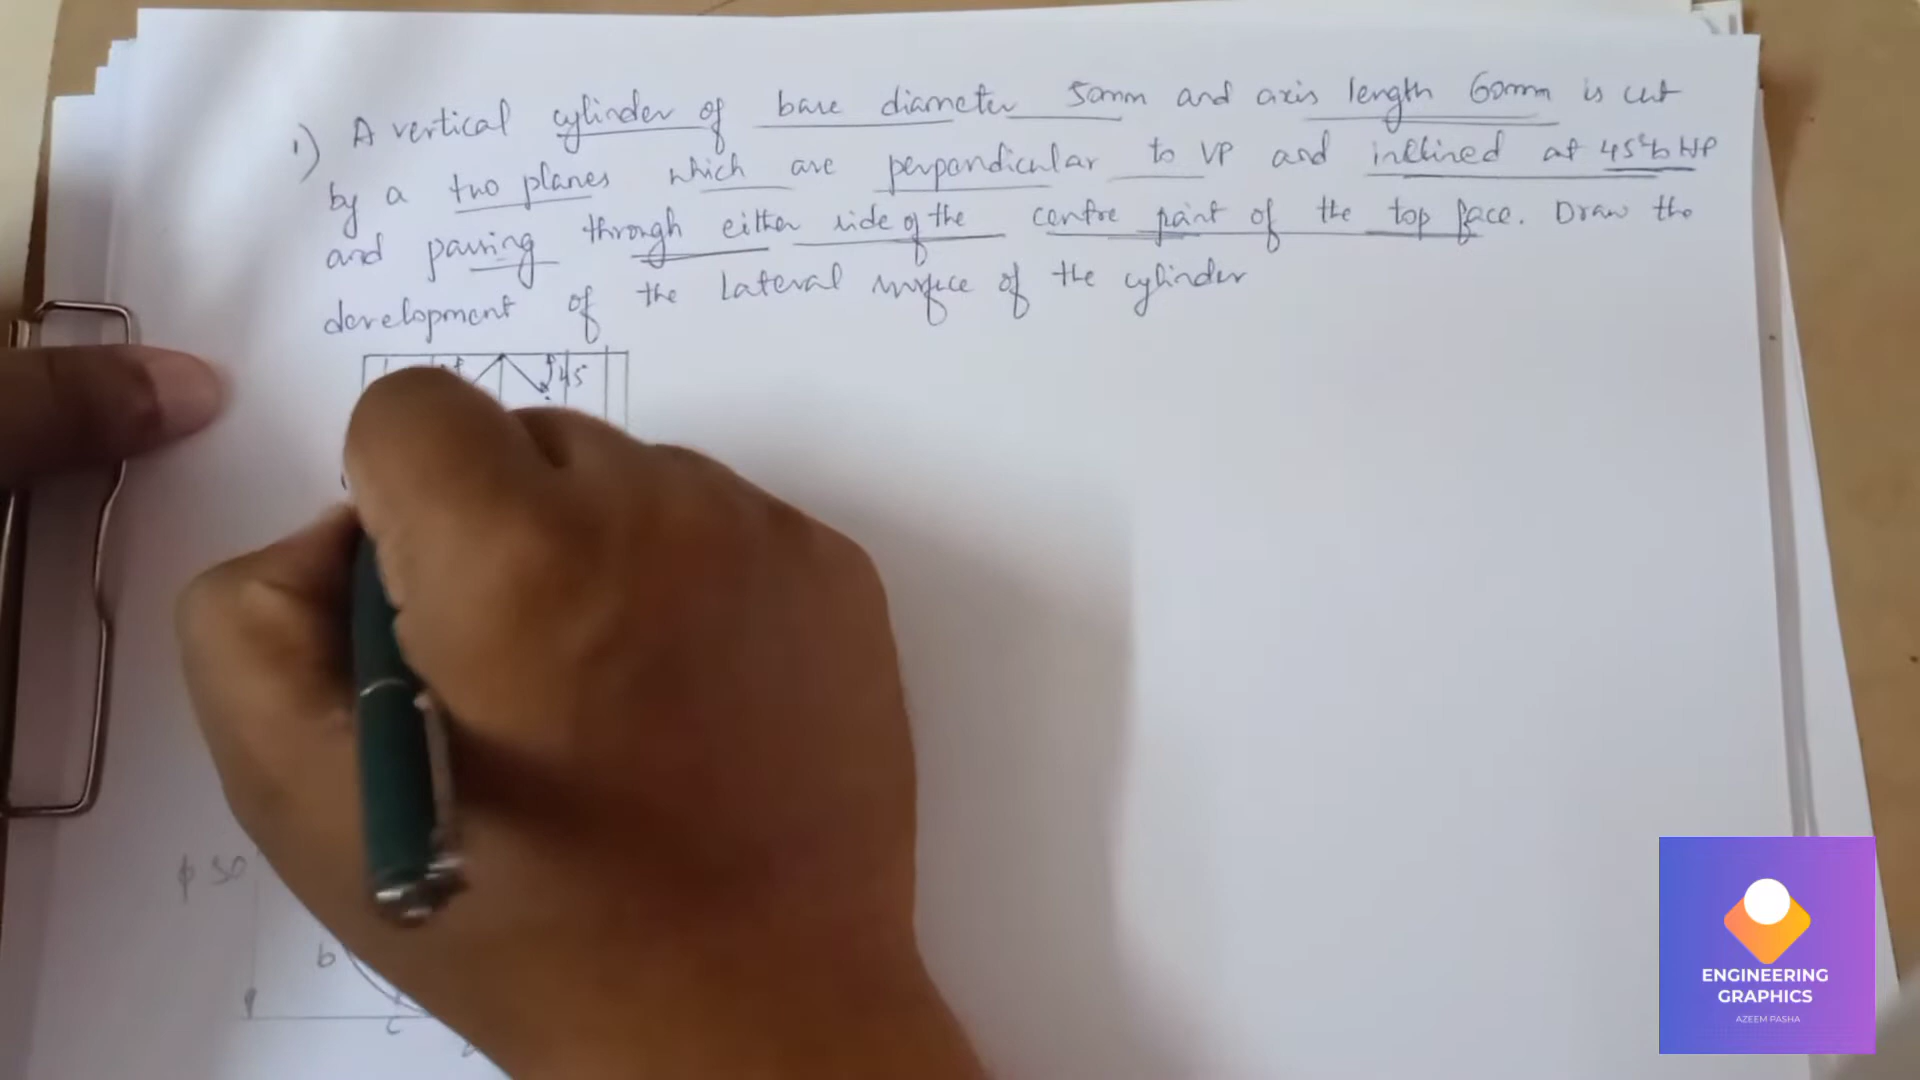 1) A vertical cylinder of base diameter 50mm and axis length 60mm is cut
by a two planes which are perpendicular to VP and inclined at 45° to HP
and passing through either side of the centre point of the top face. Draw the
development of the Lateral surface of the cylinder
45
φ 50
b
c
ENGINEERING
GRAPHICS
AZEEM PASHA